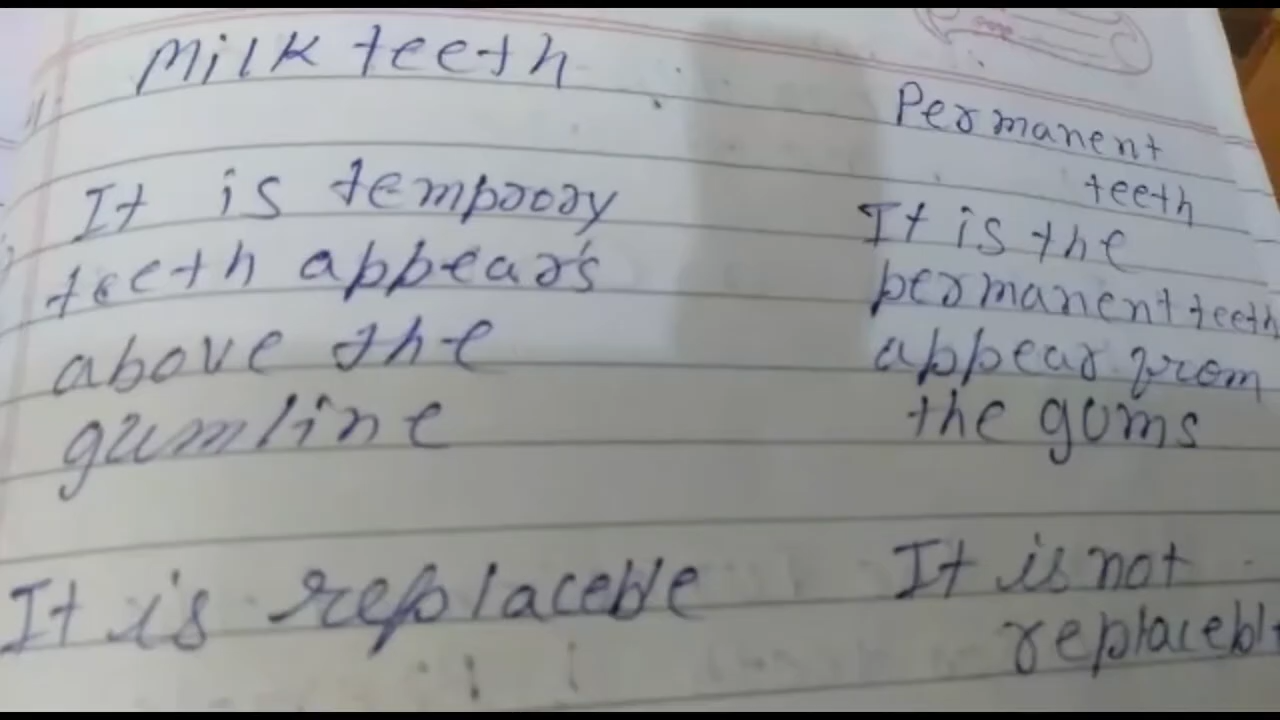 Milk teeth
It is temprory
teeth appear's
above the
gumline
It is replaceble
Permanent
teeth
It is the
permanent teeth
appear from
the gums
It is not
replaceble